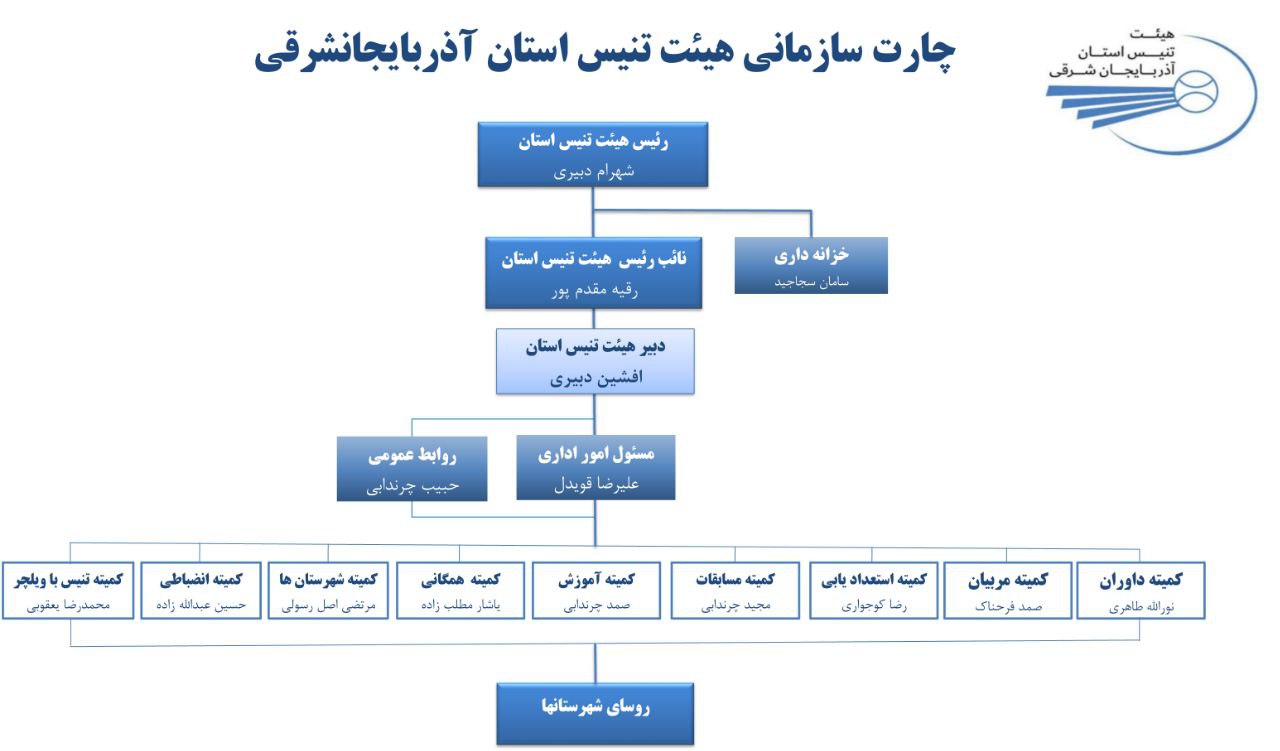 چارت سازمانی هیئت تنیس استان آذربایجانشرقی
هیئت
تنیس استان
آذربایجان شرقی
رئیس هیئت تنیس استان
شهرام دبیری
خزانه داری
سامان سجاجید
نائب رئیس هیئت تنیس استان
رقیه مقدم پور
دبیر هیئت تنیس استان
افشین دبیری
مسئول امور اداری
علیرضا قویدل
روابط عمومی
حبیب چرندابی
کمیته داوران
نورالله طاهری
کمیته مربیان
صمد فرحناک
کمیته استعداد یابی
رضا کوجواری
کمیته مسابقات
مجید چرندابی
کمیته آموزش
صمد چرندابی
کمیته همگانی
یاشار مطلب زاده
کمیته شهرستان ها
مرتضی اصل رسولی
کمیته انضباطی
حسین عبدالله زاده
کمیته تنیس با ویلچر
محمدرضا یعقوبی
روسای شهرستانها